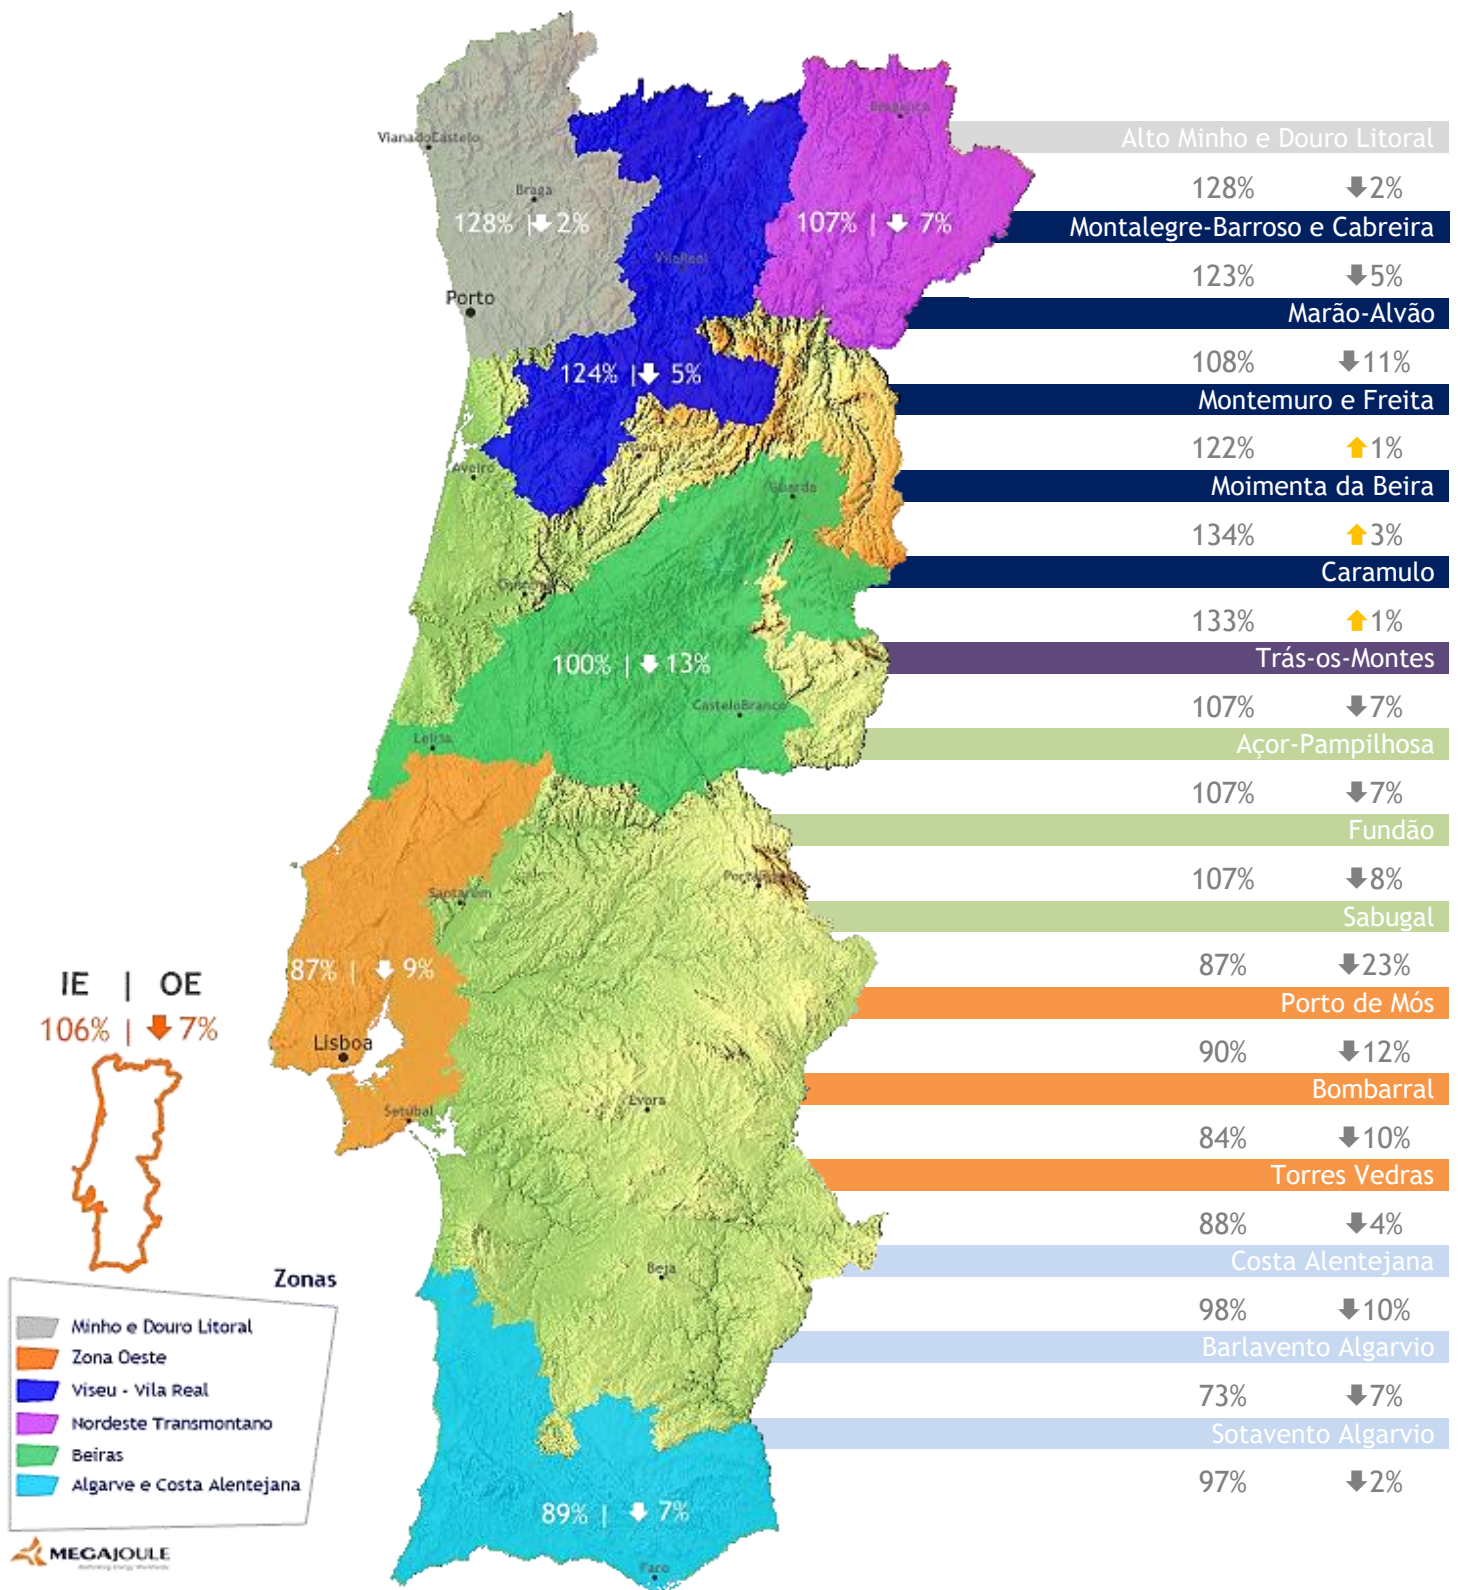 VianadoCastelo
Braga
128% | 2%
Porto
Bragança
107% | 7%
VilaReal
124% | 5%
Viseu
Aveiro
Guarda
Coimbra
100% | 13%
CasteloBranco
Leiria
Santarém
87% | 9%
Lisboa
Setúbal
Évora
Beja
89% | 7%
Faro
IE | OE
106% | 7%
Zonas
Minho e Douro Litoral
Zona Oeste
Viseu - Vila Real
Nordeste Transmontano
Beiras
Algarve e Costa Alentejana
MEGAJOULE
Alto Minho e Douro Litoral
128% 2%
Montalegre-Barroso e Cabreira
123% 5%
Marão-Alvão
108% 11%
Montemuro e Freita
122% 1%
Moimenta da Beira
134% 3%
Caramulo
133% 1%
Trás-os-Montes
107% 7%
Açor-Pampilhosa
107% 7%
Fundão
107% 8%
Sabugal
87% 23%
Porto de Mós
90% 12%
Bombarral
84% 10%
Torres Vedras
88% 4%
Costa Alentejana
98% 10%
Barlavento Algarvio
73% 7%
Sotavento Algarvio
97% 2%